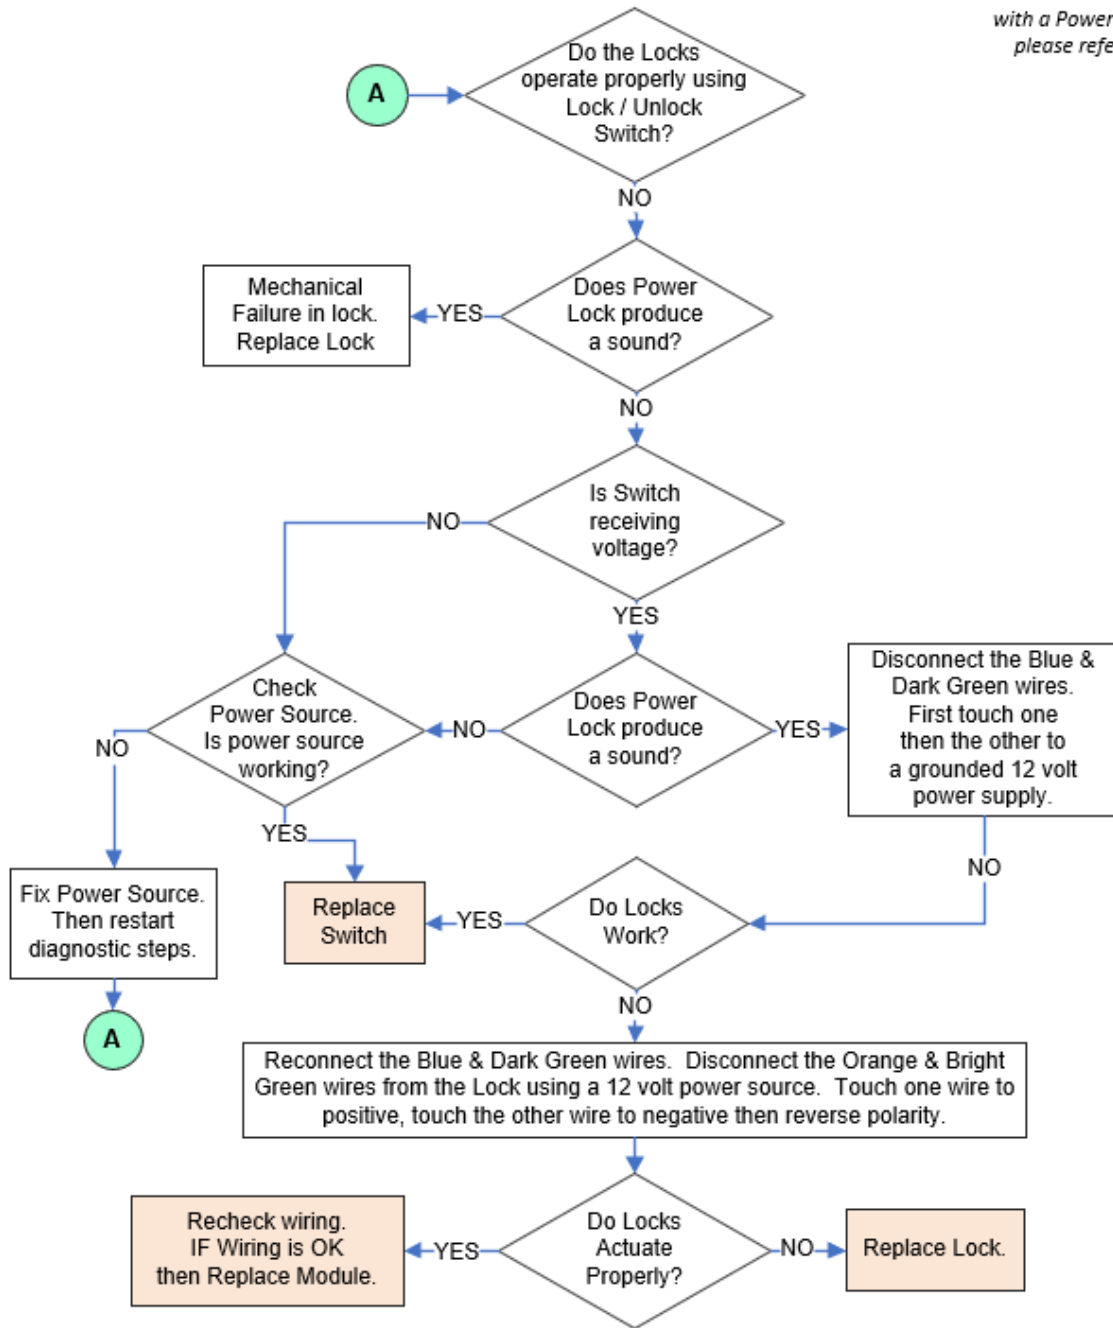 with a Power
please refe
Do the Locks
operate properly using
Lock / Unlock
Switch?
A
NO
Mechanical
Failure in lock.
Replace Lock
YES
Does Power
Lock produce
a sound?
NO
Is Switch
receiving
voltage?
NO
YES
Check
Power Source.
Is power source
working?
NO
Does Power
Lock produce
a sound?
YES
Disconnect the Blue &
Dark Green wires.
First touch one
then the other to
a grounded 12 volt
power supply.
NO
YES
NO
Fix Power Source.
Then restart
diagnostic steps.
Replace
Switch
YES
Do Locks
Work?
A
NO
Reconnect the Blue & Dark Green wires.  Disconnect the Orange & Bright
Green wires from the Lock using a 12 volt power source.  Touch one wire to
positive, touch the other wire to negative then reverse polarity.
Recheck wiring.
IF Wiring is OK
then Replace Module.
YES
Do Locks
Actuate
Properly?
NO
Replace Lock.